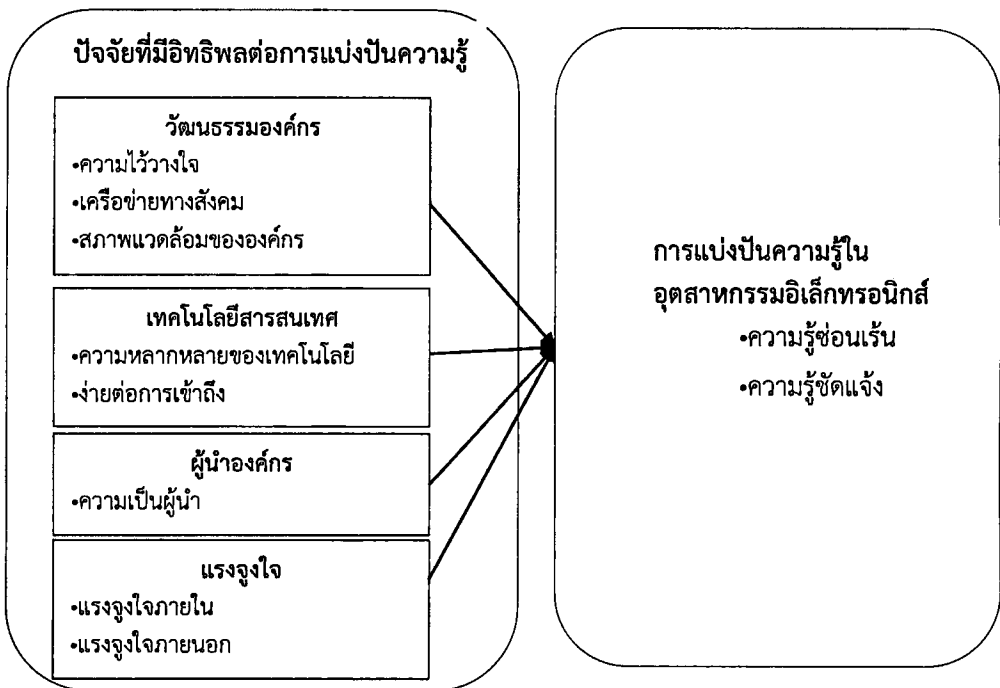 ปัจจัยที่มีอิทธิพลต่อการแบ่งปันความรู้
วัฒนธรรมองค์กร
•ความไว้วางใจ
•เครือข่ายทางสังคม
•สภาพแวดล้อมขององค์กร
เทคโนโลยีสารสนเทศ
•ความหลากหลายของเทคโนโลยี
•ง่ายต่อการเข้าถึง
ผู้นำองค์กร
•ความเป็นผู้นำ
แรงจูงใจ
•แรงจูงใจภายใน
•แรงจูงใจภายนอก
การแบ่งปันความรู้ใน
อุตสาหกรรมอิเล็กทรอนิกส์
•ความรู้ซ่อนเร้น
•ความรู้ชัดแจ้ง